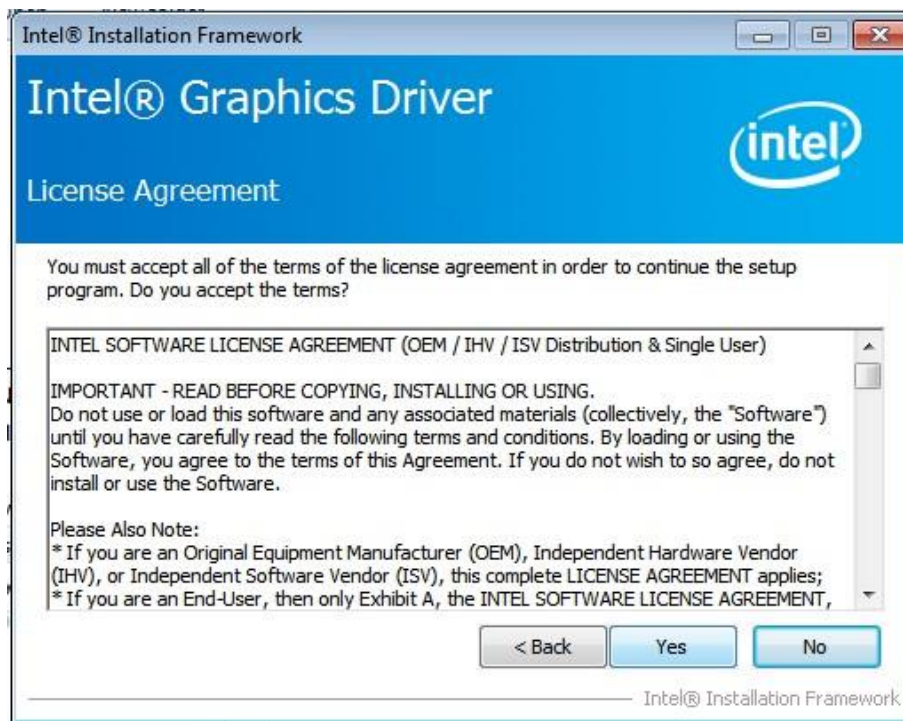 Intel® Installation Framework
Intel® Graphics Driver
intel
License Agreement
You must accept all of the terms of the license agreement in order to continue the setup
program. Do you accept the terms?
INTEL SOFTWARE LICENSE AGREEMENT (OEM / IHV / ISV Distribution & Single User)
IMPORTANT - READ BEFORE COPYING, INSTALLING OR USING.
Do not use or load this software and any associated materials (collectively, the "Software")
until you have carefully read the following terms and conditions. By loading or using the
Software, you agree to the terms of this Agreement. If you do not wish to so agree, do not
install or use the Software.
Please Also Note:
* If you are an Original Equipment Manufacturer (OEM), Independent Hardware Vendor
(IHV), or Independent Software Vendor (ISV), this complete LICENSE AGREEMENT applies;
* If you are an End-User, then only Exhibit A, the INTEL SOFTWARE LICENSE AGREEMENT,
< Back Yes No
Intel® Installation Framework